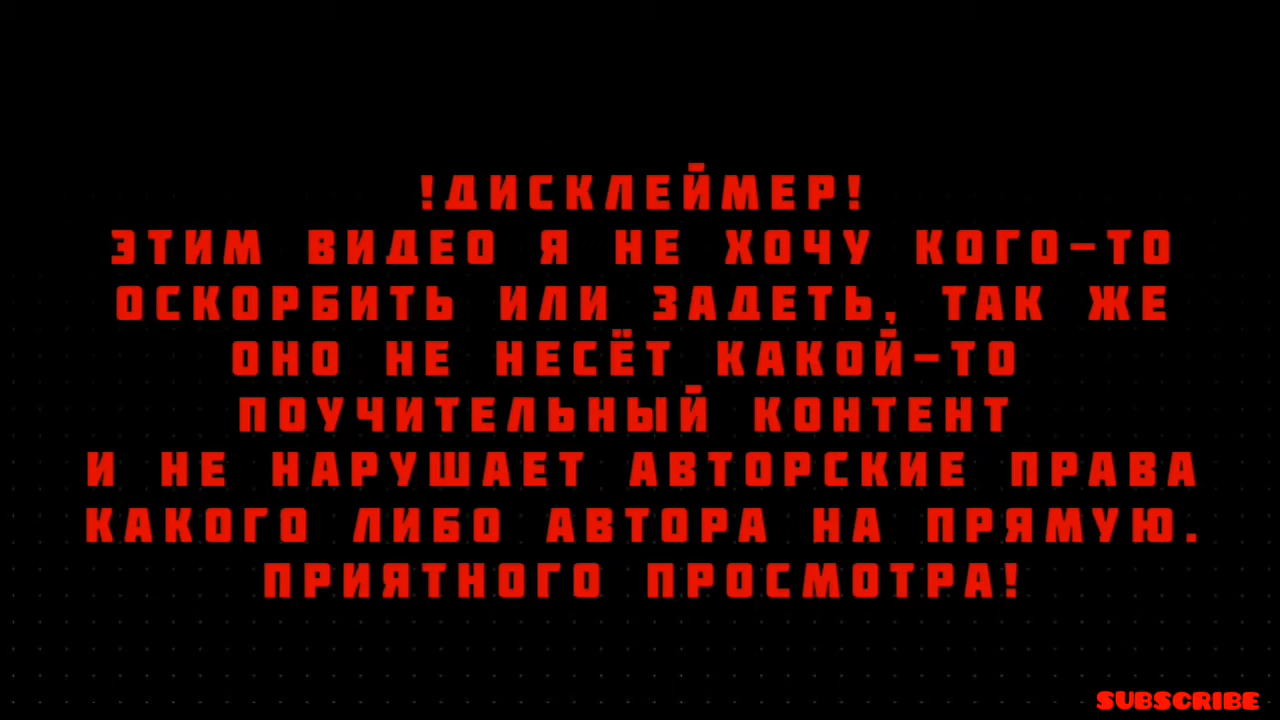 !ДИСКЛЕЙМЕР!
ЭТИМ ВИДЕО Я НЕ ХОЧУ КОГО-ТО
ОСКОРБИТЬ ИЛИ ЗАДЕТЬ, ТАК ЖЕ
ОНО НЕ НЕСЁТ КАКОЙ-ТО
ПОУЧИТЕЛЬНЫЙ КОНТЕНТ
И НЕ НАРУШАЕТ АВТОРСКИЕ ПРАВА
КАКОГО ЛИБО АВТОРА НА ПРЯМУЮ.
ПРИЯТНОГО ПРОСМОТРА!
SUBSCRIBE